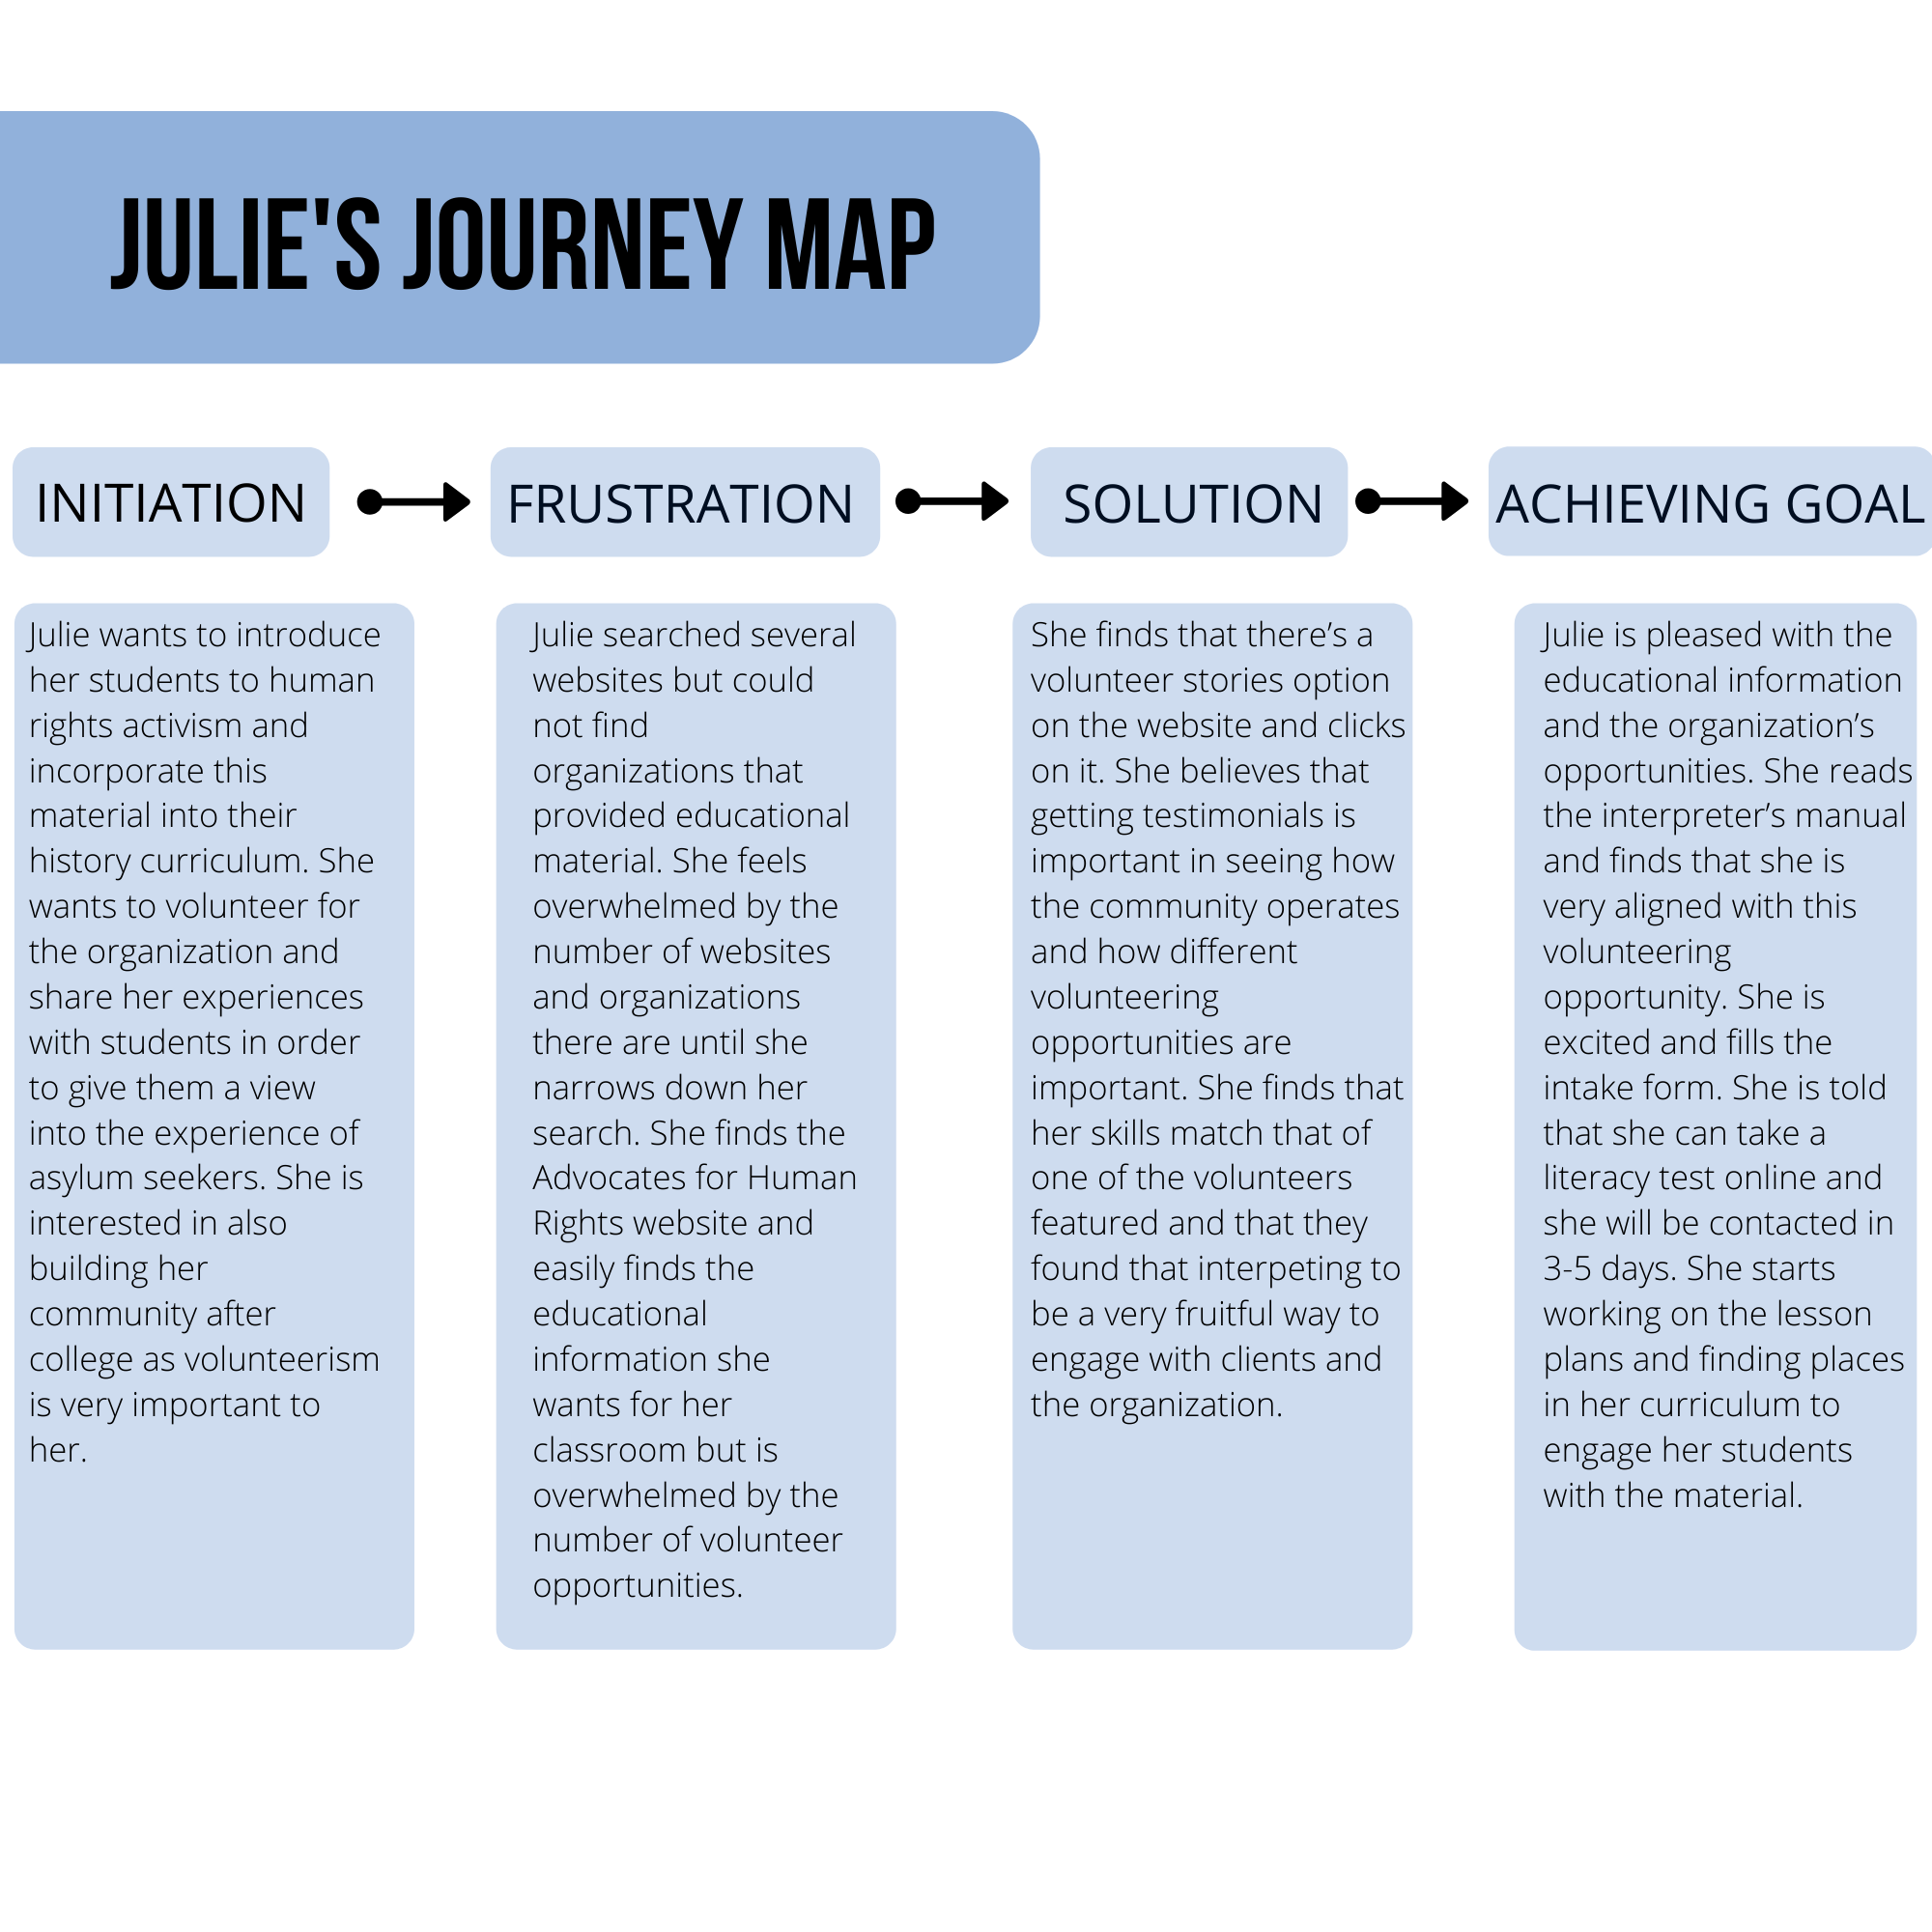 JULIE'S JOURNEY MAP
INITIATION
FRUSTRATION
SOLUTION
ACHIEVING GOAL
Julie wants to introduce
her students to human
rights activism and
incorporate this
material into their
history curriculum. She
wants to volunteer for
the organization and
share her experiences
with students in order
to give them a view
into the experience of
asylum seekers. She is
interested in also
building her
community after
college as volunteerism
is very important to
her.
Julie searched several
websites but could
not find
organizations that
provided educational
material. She feels
overwhelmed by the
number of websites
and organizations
there are until she
narrows down her
search. She finds the
Advocates for Human
Rights website and
easily finds the
educational
information she
wants for her
classroom but is
overwhelmed by the
number of volunteer
opportunities.
She finds that there’s a
volunteer stories option
on the website and clicks
on it. She believes that
getting testimonials is
important in seeing how
the community operates
and how different
volunteering
opportunities are
important. She finds that
her skills match that of
one of the volunteers
featured and that they
found that interpeting to
be a very fruitful way to
engage with clients and
the organization.
Julie is pleased with the
educational information
and the organization’s
opportunities. She reads
the interpreter’s manual
and finds that she is
very aligned with this
volunteering
opportunity. She is
excited and fills the
intake form. She is told
that she can take a
literacy test online and
she will be contacted in
3-5 days. She starts
working on the lesson
plans and finding places
in her curriculum to
engage her students
with the material.